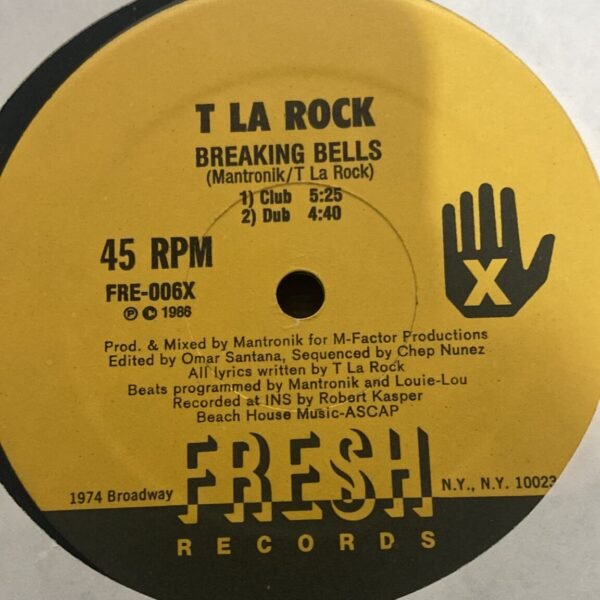 T LA ROCK
BREAKING BELLS
(Mantronik/T La Rock)
1) Club 5:25
2) Dub 4:40
45 RPM
FRE-006X
Ⓟ © 1986
X
Prod. & Mixed by Mantronik for M-Factor Productions
Edited by Omar Santana, Sequenced by Chep Nunez
All lyrics written by T La Rock
Beats programmed by Mantronik and Louie-Lou
Recorded at INS by Robert Kasper
Beach House Music-ASCAP
1974 Broadway FRESH N.Y., N.Y. 10023
RECORDS